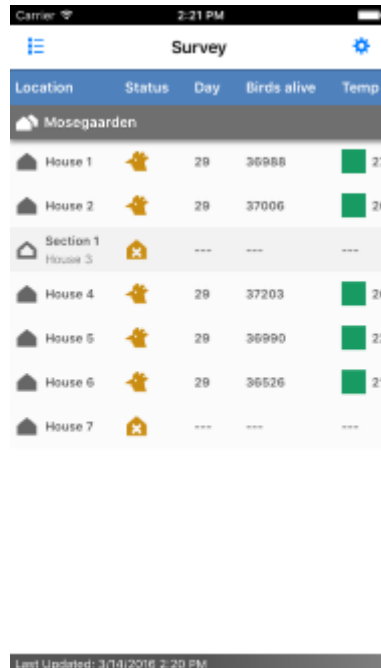 Carrier 2:21 PM
Survey
Location Status Day Birds alive Temp
Mosegaarden
House 1 29 36988
House 2 29 37006
Section 1 --- --- ---
House 3
House 4 29 37203
House 5 29 36990
House 6 29 36526
House 7 --- --- ---
Last Updated: 3/14/2016 2:20 PM